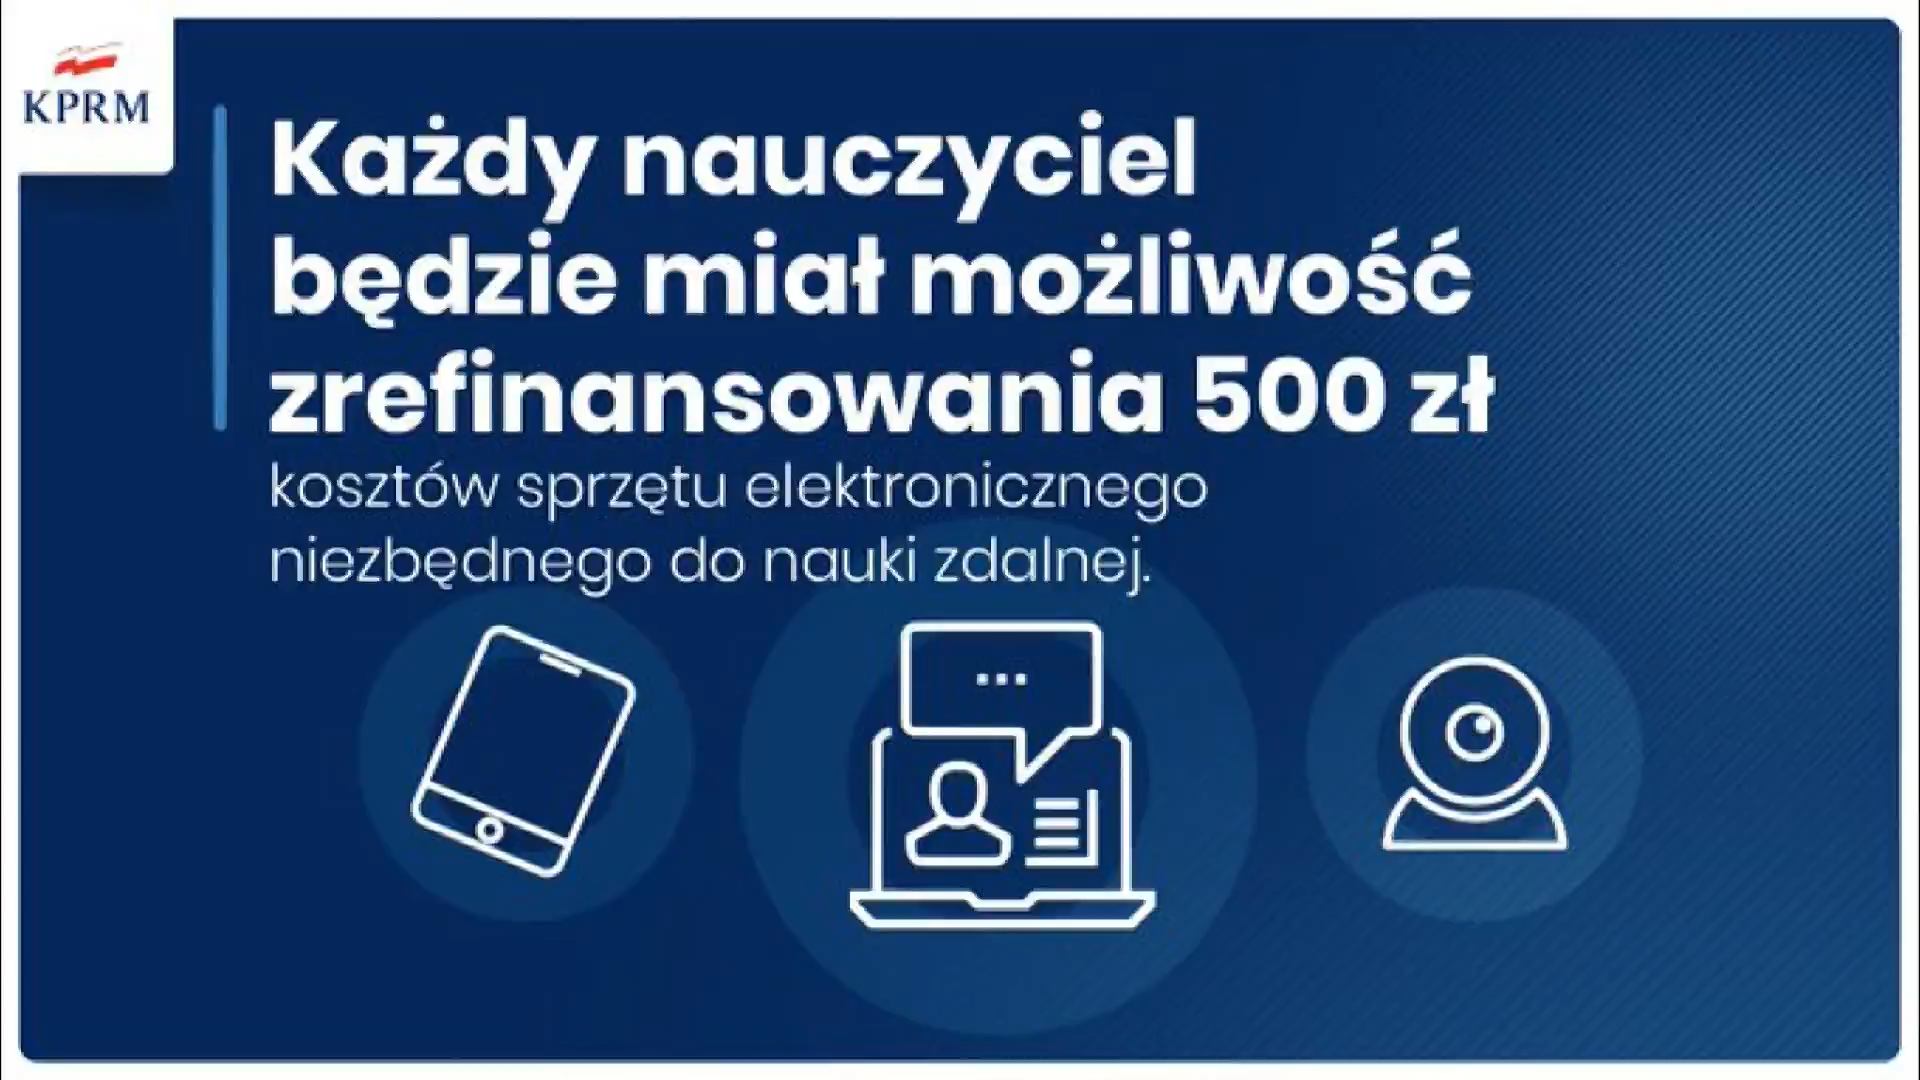 KPRM
Każdy nauczyciel
będzie miał możliwość
zrefinansowania 500 zł
kosztów sprzętu elektronicznego
niezbędnego do nauki zdalnej.